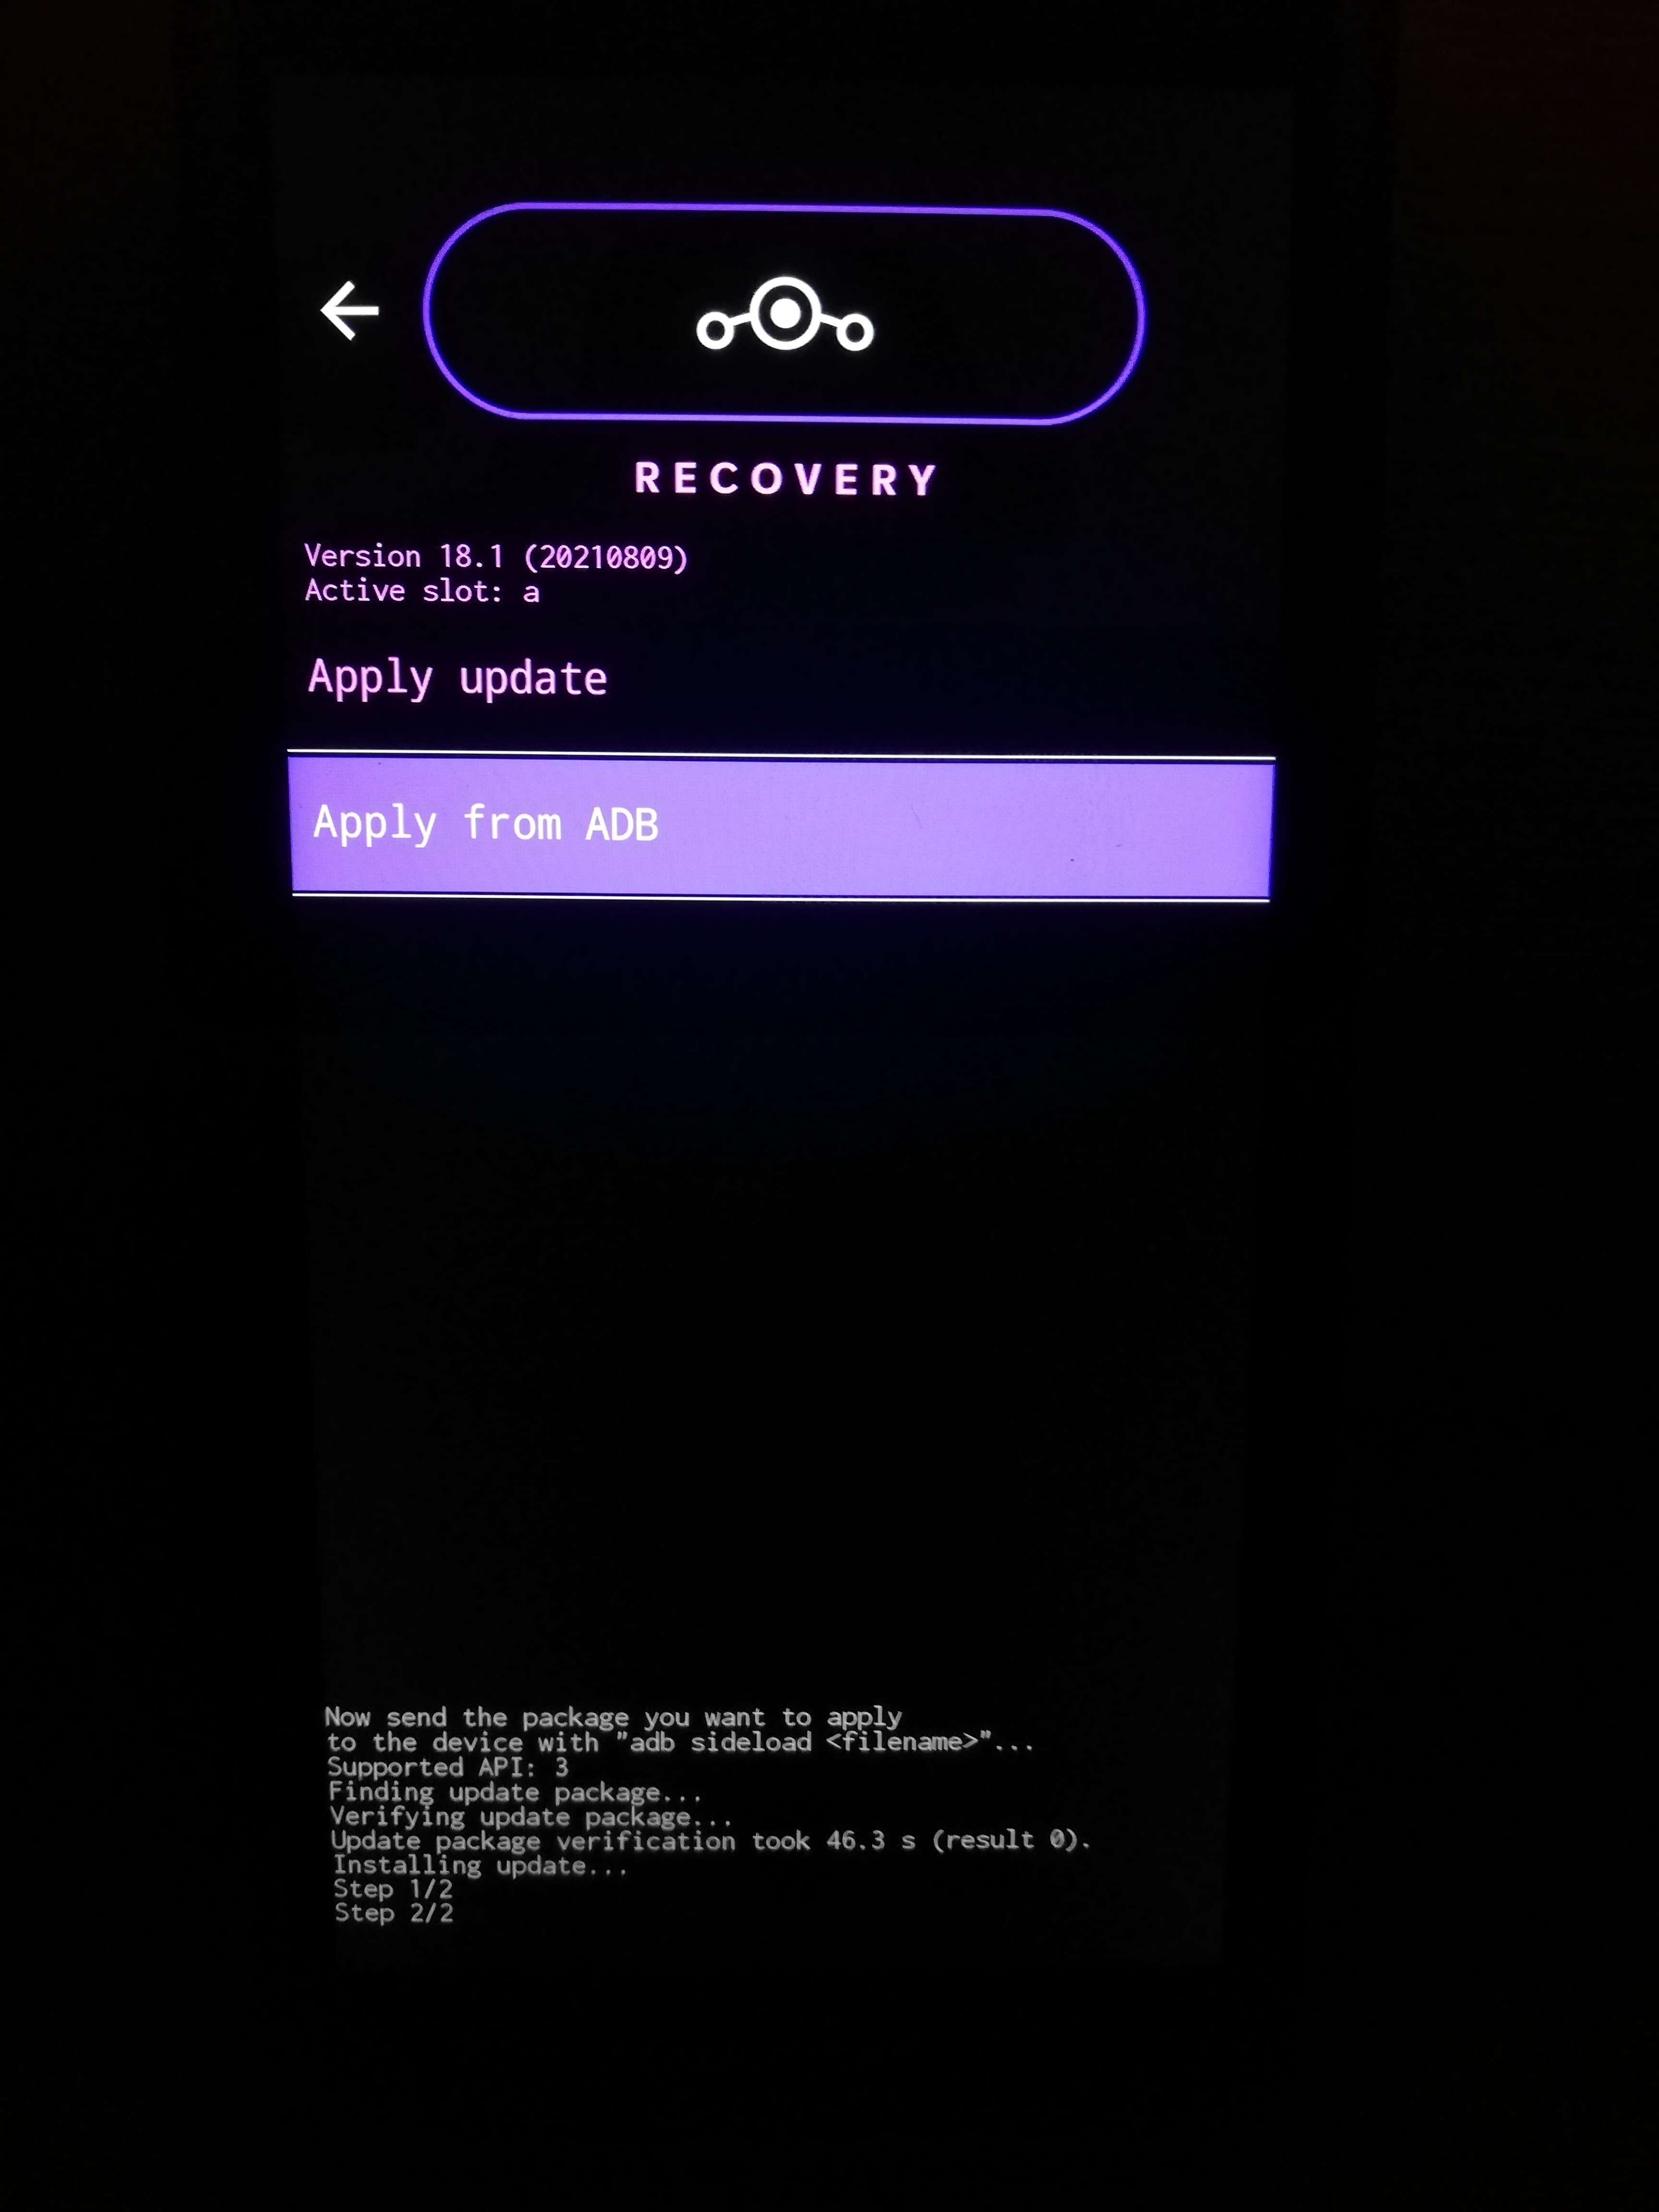 RECOVERY
Version 18.1 (20210809)
Active slot: a
Apply update
Apply from ADB
Now send the package you want to apply
to the device with "adb sideload <filename>"...
Supported API: 3
Finding update package...
Verifying update package...
Update package verification took 46.3 s (result 0).
Installing update...
Step 1/2
Step 2/2